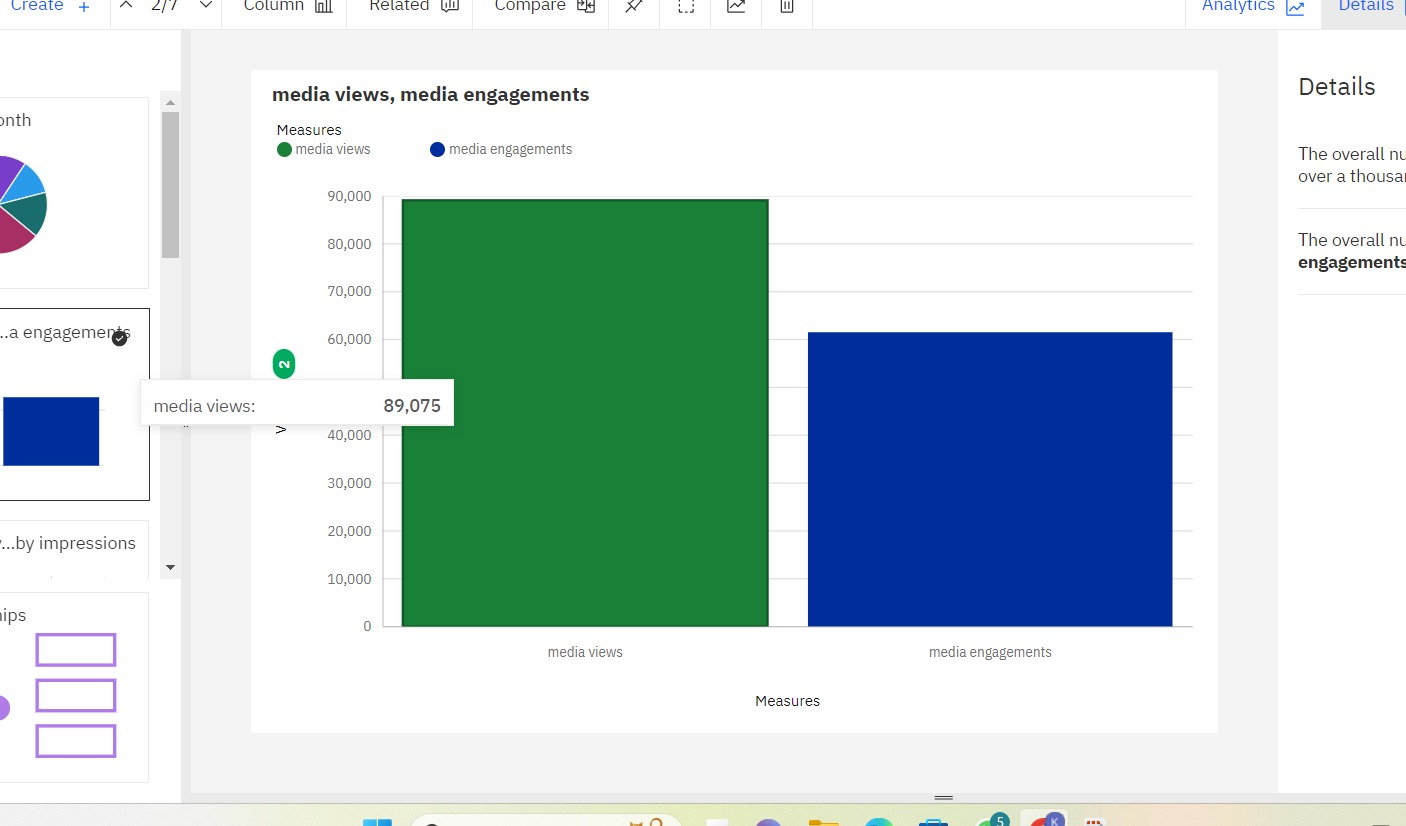 Create +
2/7
Column
Related
Compare
Analytics
Details
onth
...a engagements
...by impressions
hips
media views, media engagements
Measures
media views
media engagements
90,000
80,000
70,000
60,000
40,000
30,000
20,000
10,000
0
2
media views: 89,075
media views
media engagements
Measures
Details
The overall nu
over a thousa
The overall nu
engagements
5
K